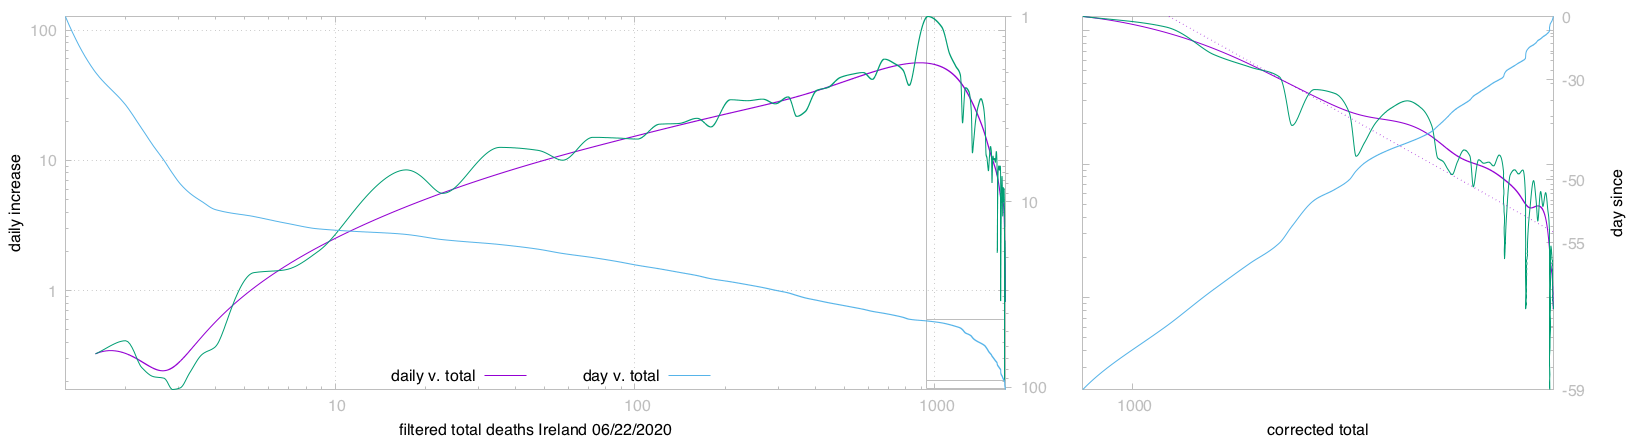 100
10
1
daily increase
1
10
100
daily v. total
day v. total
10
100
1000
filtered total deaths Ireland 06/22/2020
0
-30
-50
-55
-59
day since
1000
corrected total